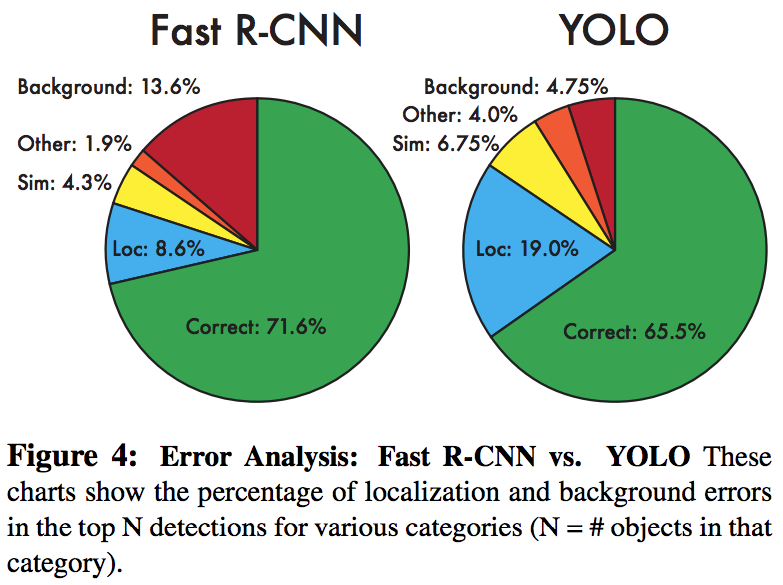 Fast R-CNN
Background: 13.6%
Other: 1.9%
Sim: 4.3%
Loc: 8.6%
Correct: 71.6%
YOLO
Background: 4.75%
Other: 4.0%
Sim: 6.75%
Loc: 19.0%
Correct: 65.5%
Figure 4: Error Analysis: Fast R-CNN vs. YOLO These
charts show the percentage of localization and background errors
in the top N detections for various categories (N = # objects in that
category).